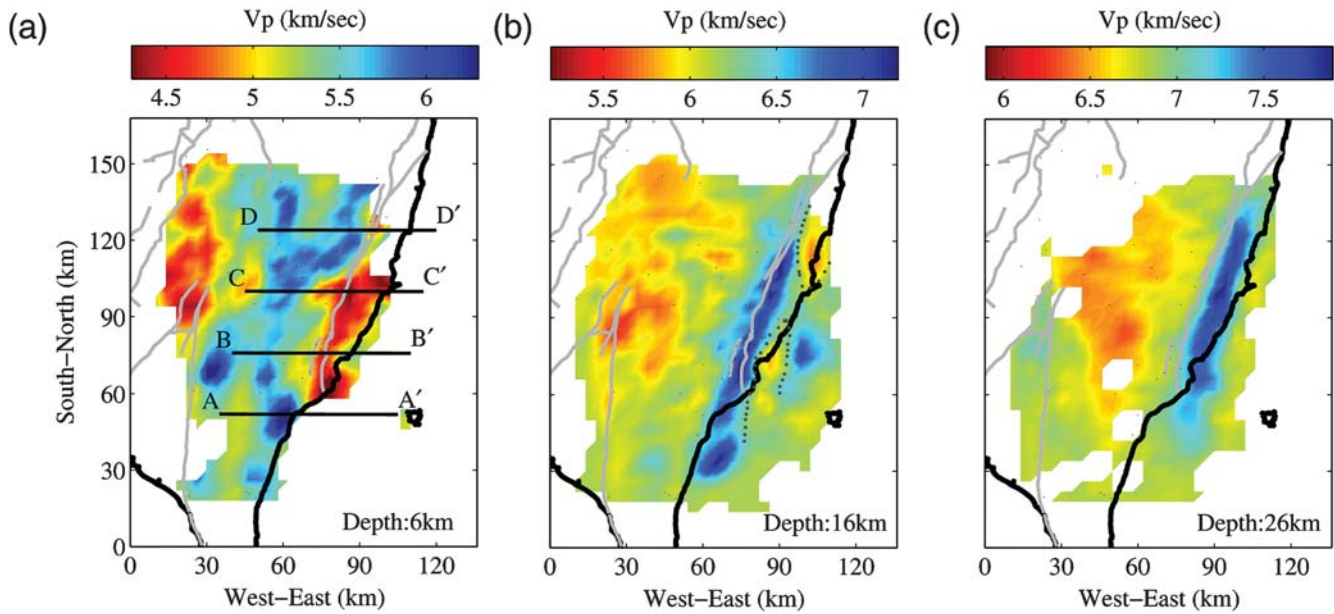 (a)
Vp (km/sec)
4.5 5 5.5 6
150
120
90
60
30
0
South−North (km)
D D′
C C′
B B′
A A′
Depth:6km
0 30 60 90 120
West−East (km)
(b)
Vp (km/sec)
5.5 6 6.5 7
Depth:16km
0 30 60 90 120
West−East (km)
(c)
Vp (km/sec)
6 6.5 7 7.5
Depth:26km
0 30 60 90 120
West−East (km)